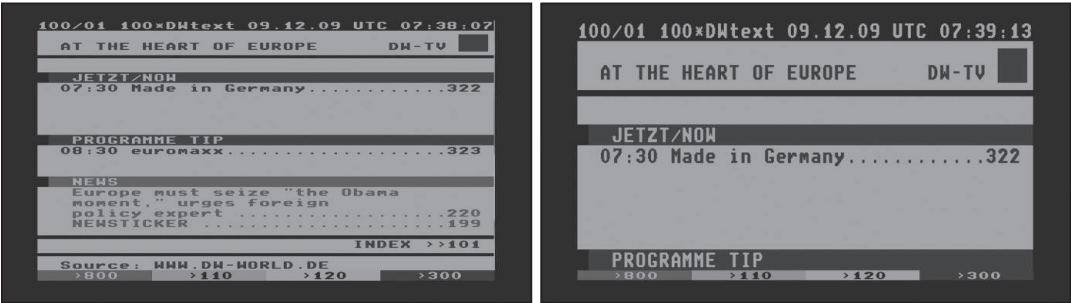 100/01 100×DWtext 09.12.09 UTC 07:38:07
AT THE HEART OF EUROPE DW-TV
JETZT/NOW
07:30 Made in Germany............322
PROGRAMME TIP
08:30 euromaxx...................323
NEWS
Europe must seize "the Obama
moment," urges foreign
policy expert ..................220
NEWSTICKER .....................199
INDEX >>101
Source: WWW.DW-WORLD.DE
>800 >110 >120 >300
100/01 100×DWtext 09.12.09 UTC 07:39:13
AT THE HEART OF EUROPE DW-TV
JETZT/NOW
07:30 Made in Germany............322
PROGRAMME TIP
>800 >110 >120 >300